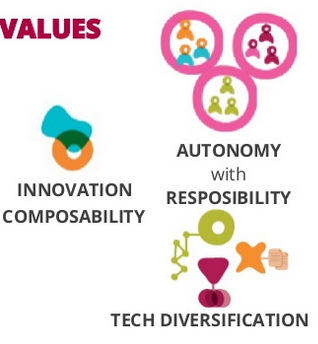 VALUES
INNOVATION
COMPOSABILITY
AUTONOMY
with
RESPOSIBILITY
TECH DIVERSIFICATION